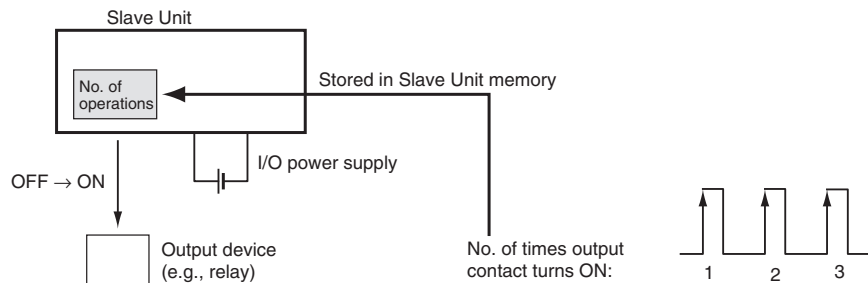 Slave Unit
No. of
operations
Stored in Slave Unit memory
I/O power supply
OFF → ON
Output device
(e.g., relay)
No. of times output
contact turns ON:
1 2 3